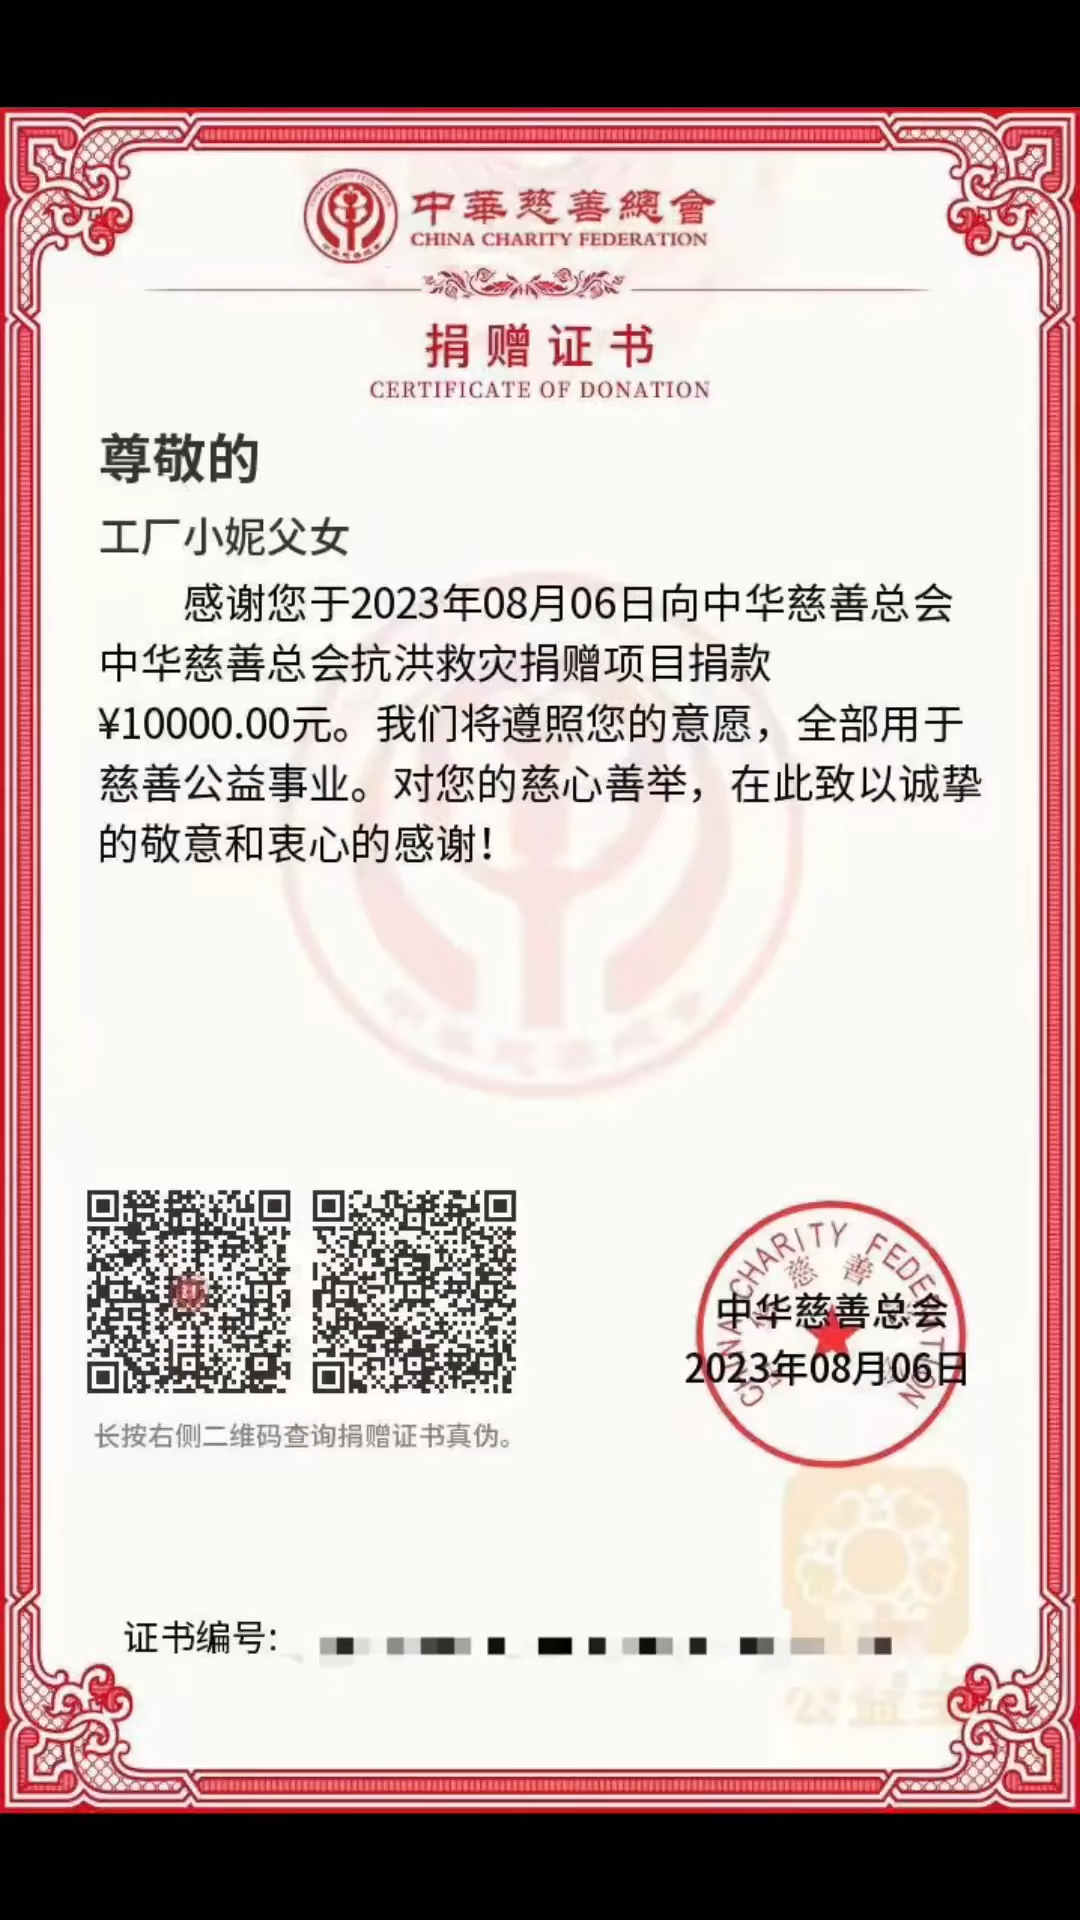 中華慈善總會
CHINA CHARITY FEDERATION
捐赠证书
CERTIFICATE OF DONATION
尊敬的
工厂小妮父女
感谢您于2023年08月06日向中华慈善总会
中华慈善总会抗洪救灾捐赠项目捐款
¥10000.00元。我们将遵照您的意愿，全部用于
慈善公益事业。对您的慈心善举，在此致以诚挚
的敬意和衷心的感谢！
CHINA CHARITY FEDERATION
中华慈善总会
2023年08月06日
长按右侧二维码查询捐赠证书真伪。
证书编号：
公益宝